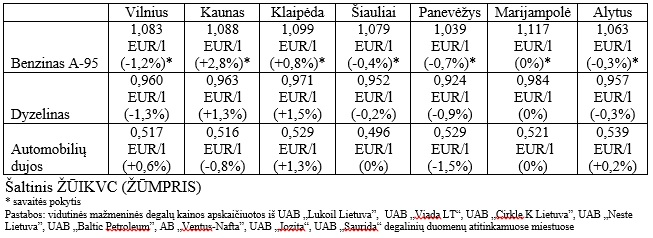 Vilnius Kaunas Klaipėda Šiauliai Panevėžys Marijampolė Alytus
1,083 1,088 1,099 1,079 1,039 1,117 1,063
EUR/l EUR/l EUR/l EUR/l EUR/l EUR/l EUR/l
Benzinas A-95 (-1,2%)* (+2,8%)* (+0,8%)* (-0,4%)* (-0,7%)* (0%)* (-0,3%)*
0,960 0,963 0,971 0,952 0,924 0,984 0,957
EUR/l EUR/l EUR/l EUR/l EUR/l EUR/l EUR/l
Dyzelinas (-1,3%) (+1,3%) (+1,5%) (-0,2%) (-0,9%) (0%) (-0,3%)
0,517 0,516 0,529 0,496 0,529 0,521 0,539
Automobilių EUR/l EUR/l EUR/l EUR/l EUR/l EUR/l EUR/l
dujos (+0,6%) (-0,8%) (+1,3%) (0%) (-1,5%) (0%) (+0,2%)
Šaltinis ŽŪIKVC (ŽŪMPRIS)
* savaitės pokytis
Pastabos: vidutinės mažmeninės degalų kainos apskaičiuotos iš UAB „Lukoil Lietuva", UAB „Viada LT", UAB „Cirkle K Lietuva", UAB „Neste
Lietuva", UAB „Baltic Petroleum", AB „Ventus-Nafta", UAB „Jozita", UAB „Saurida" degalinių duomenų atitinkamuose miestuose